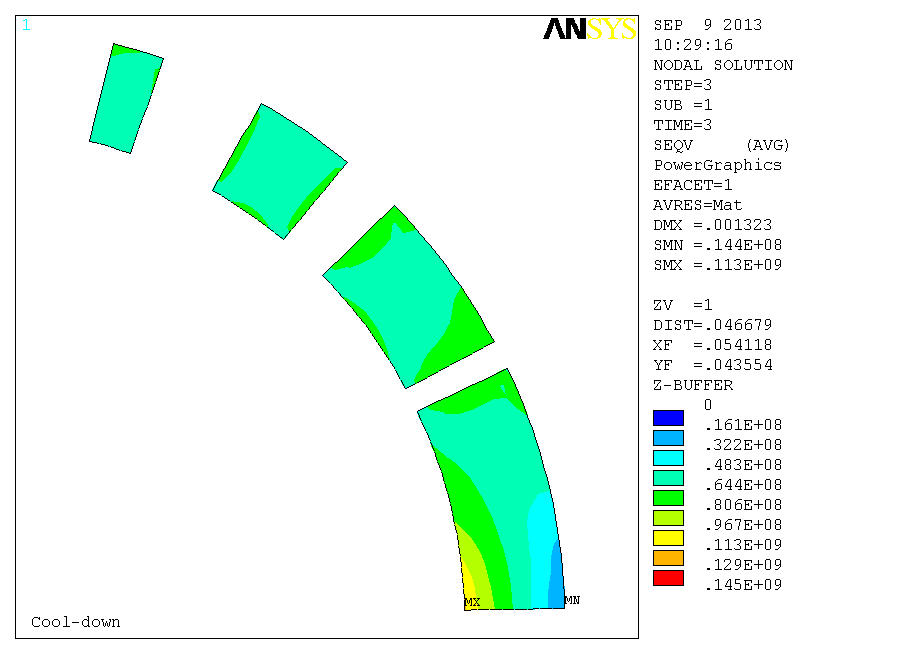 1
ANSYS
SEP 9 2013
10:29:16
NODAL SOLUTION
STEP=3
SUB =1
TIME=3
SEQV (AVG)
PowerGraphics
EFACET=1
AVRES=Mat
DMX =.001323
SMN =.144E+08
SMX =.113E+09
ZV =1
DIST=.046679
XF =.054118
YF =.043554
Z-BUFFER
0
.161E+08
.322E+08
.483E+08
.644E+08
.806E+08
.967E+08
.113E+09
.129E+09
.145E+09
MX
MN
Cool-down